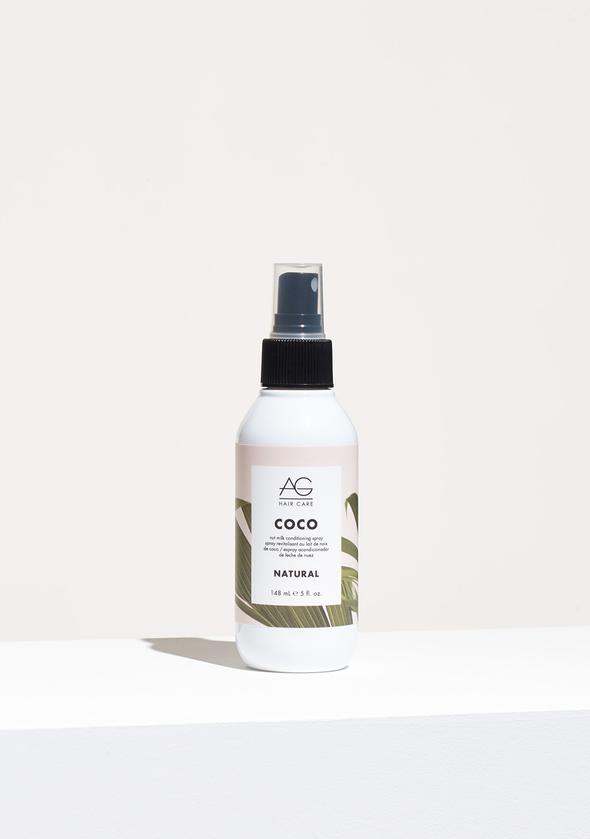 AG
HAIR CARE
COCO
nut milk conditioning spray
spray revitalisant au lait de noix
de coco / espray acondicionador
de leche de nuez
NATURAL
148 mL ℮ 5 fl. oz.